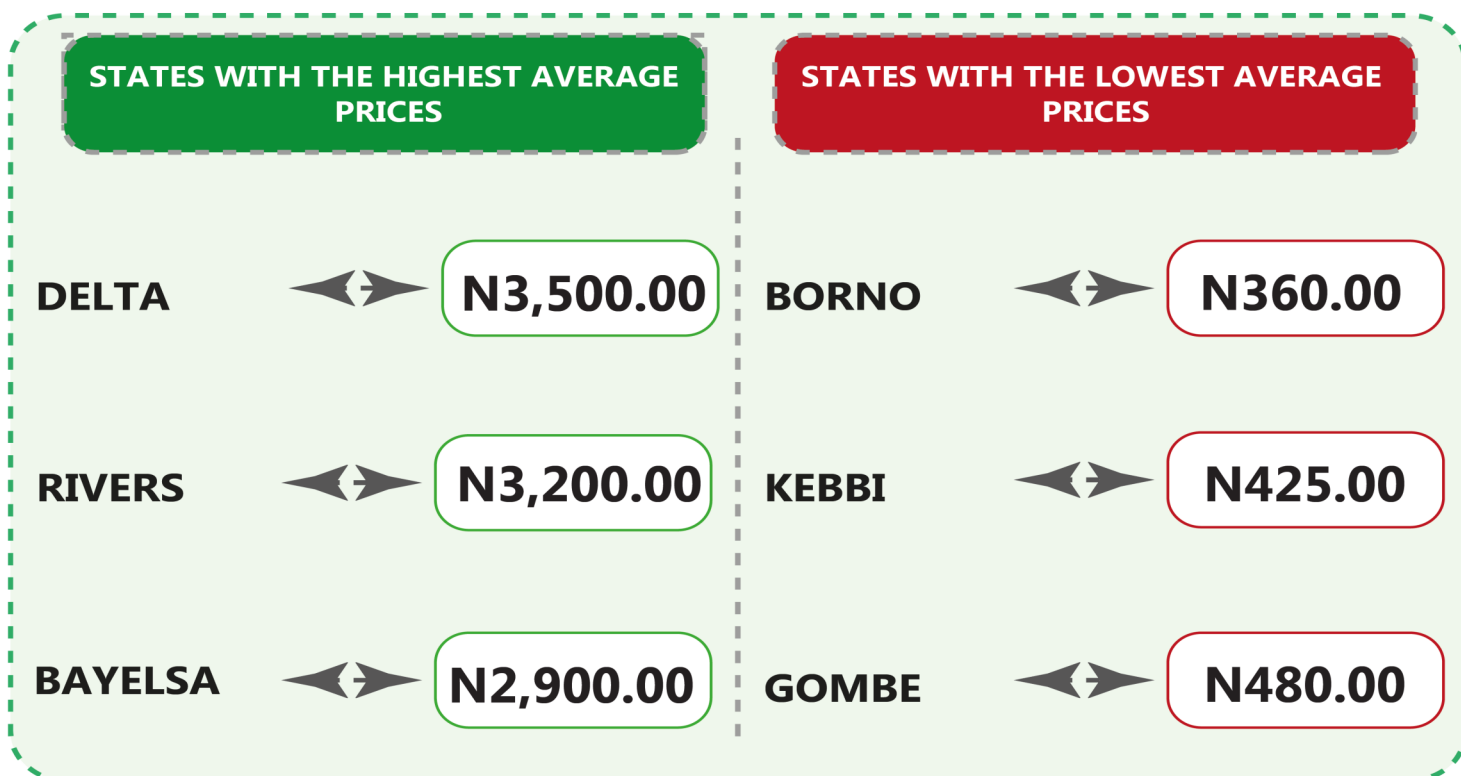 STATES WITH THE HIGHEST AVERAGE
PRICES
DELTA N3,500.00
RIVERS N3,200.00
BAYELSA N2,900.00
STATES WITH THE LOWEST AVERAGE
PRICES
BORNO N360.00
KEBBI N425.00
GOMBE N480.00